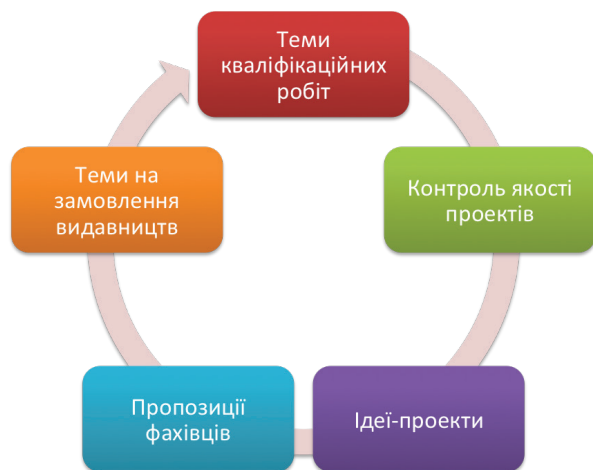 Теми
кваліфікаційних
робіт
Контроль якості
проектів
Ідеї-проекти
Пропозиції
фахівців
Теми на
замовлення
видавництв